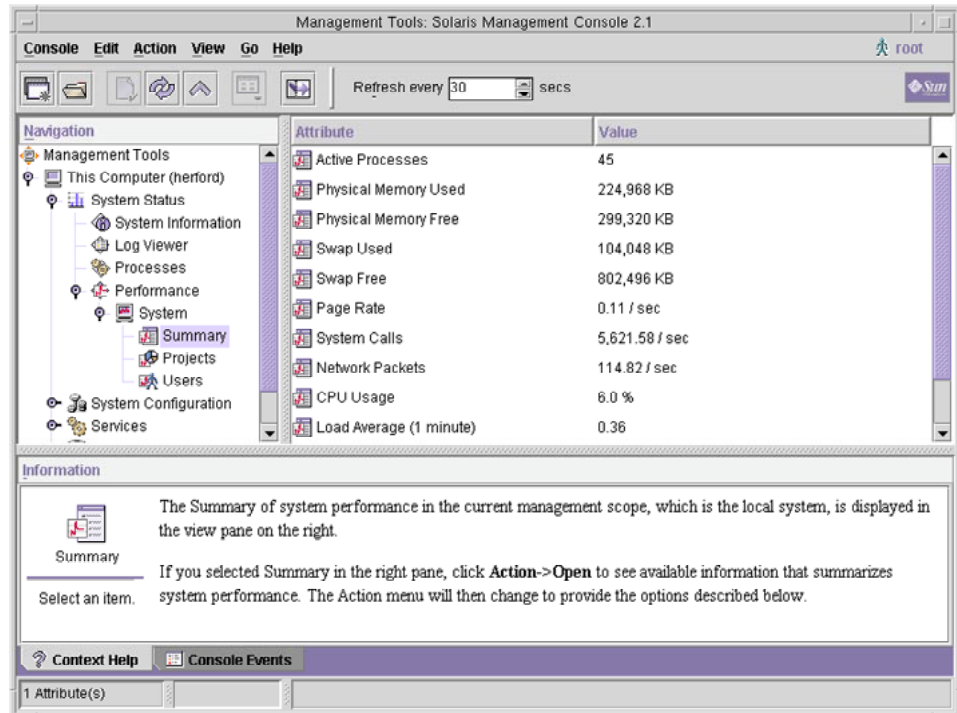 Management Tools: Solaris Management Console 2.1
Console Edit Action View Go Help
root
Refresh every 30 secs
Sun
Navigation
Management Tools
This Computer (herford)
System Status
System Information
Log Viewer
Processes
Performance
System
Summary
Projects
Users
System Configuration
Services
Attribute Value
Active Processes 45
Physical Memory Used 224,968 KB
Physical Memory Free 299,320 KB
Swap Used 104,048 KB
Swap Free 802,496 KB
Page Rate 0.11 / sec
System Calls 5,621.58 / sec
Network Packets 114.82 / sec
CPU Usage 6.0 %
Load Average (1 minute) 0.36
Information
Summary
Select an item.
The Summary of system performance in the current management scope, which is the local system, is displayed in
the view pane on the right.
If you selected Summary in the right pane, click Action->Open to see available information that summarizes
system performance. The Action menu will then change to provide the options described below.
Context Help Console Events
1 Attribute(s)